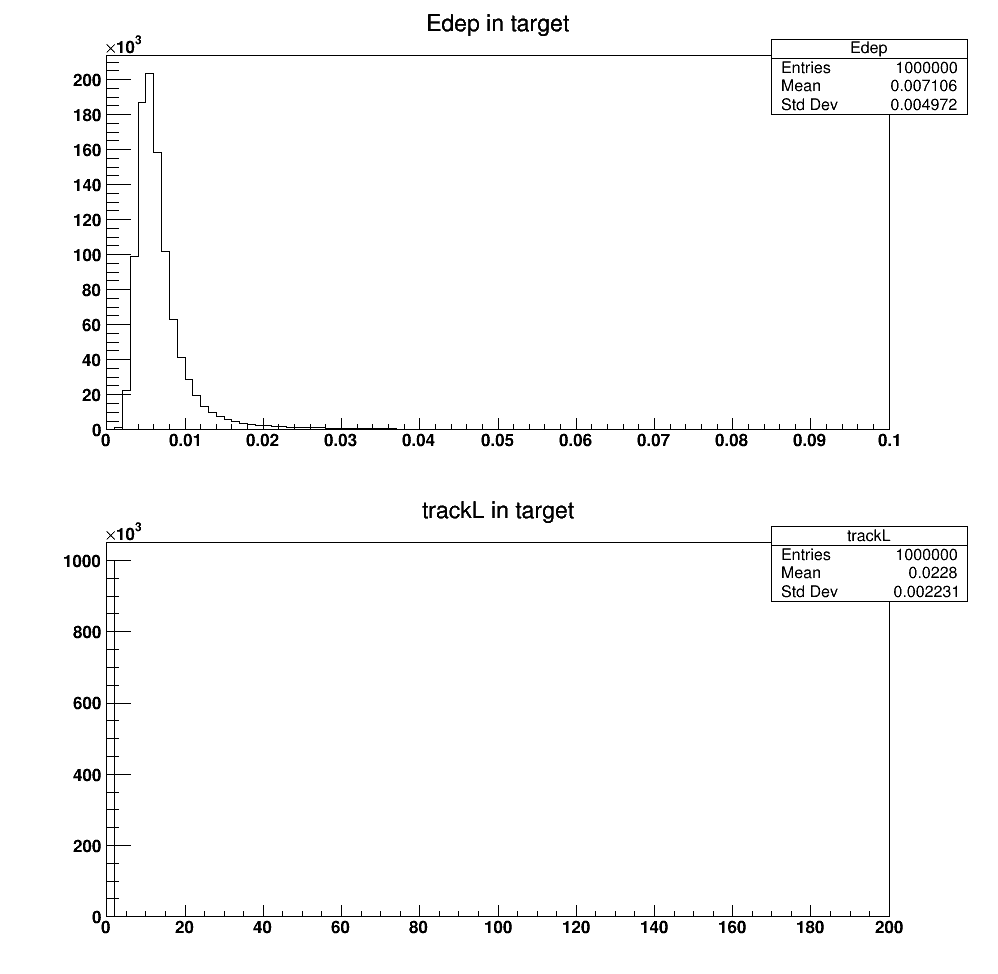 Edep in target
×10³
Edep
Entries 1000000
Mean 0.007106
Std Dev 0.004972
200
180
160
140
120
100
80
60
40
20
0
0 0.01 0.02 0.03 0.04 0.05 0.06 0.07 0.08 0.09 0.1
trackL in target
×10³
trackL
Entries 1000000
Mean 0.0228
Std Dev 0.002231
1000
800
600
400
200
0
0 20 40 60 80 100 120 140 160 180 200